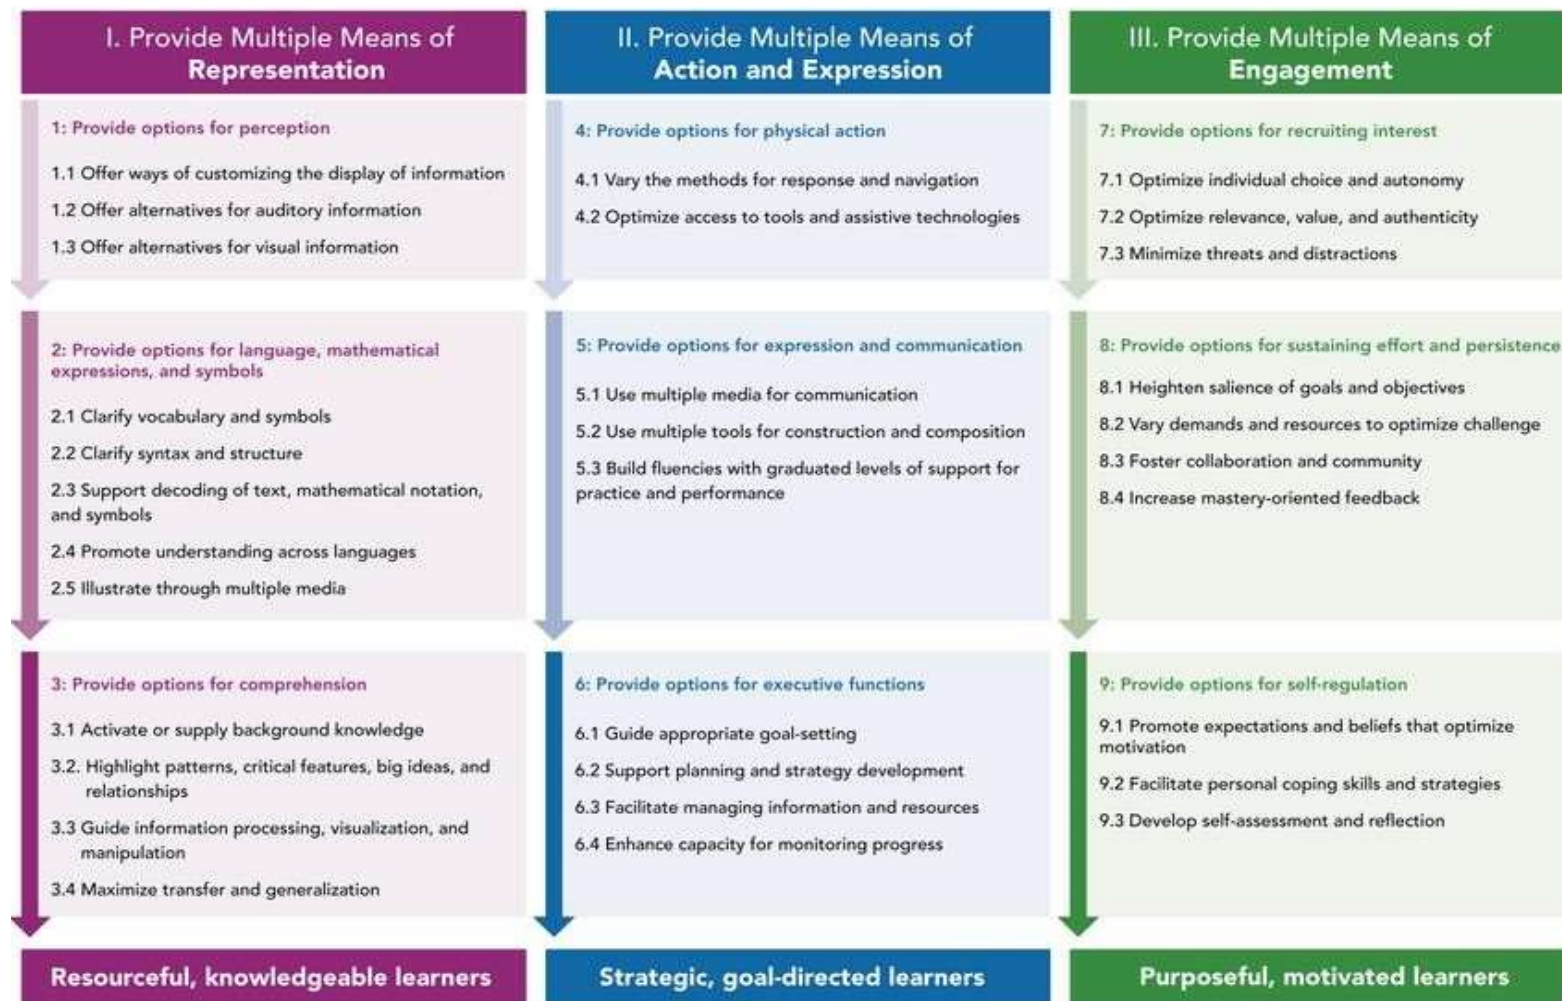 I. Provide Multiple Means of
Representation
1: Provide options for perception
1.1 Offer ways of customizing the display of information
1.2 Offer alternatives for auditory information
1.3 Offer alternatives for visual information
2: Provide options for language, mathematical
expressions, and symbols
2.1 Clarify vocabulary and symbols
2.2 Clarify syntax and structure
2.3 Support decoding of text, mathematical notation,
and symbols
2.4 Promote understanding across languages
2.5 Illustrate through multiple media
3: Provide options for comprehension
3.1 Activate or supply background knowledge
3.2. Highlight patterns, critical features, big ideas, and
relationships
3.3 Guide information processing, visualization, and
manipulation
3.4 Maximize transfer and generalization
Resourceful, knowledgeable learners
II. Provide Multiple Means of
Action and Expression
4: Provide options for physical action
4.1 Vary the methods for response and navigation
4.2 Optimize access to tools and assistive technologies
5: Provide options for expression and communication
5.1 Use multiple media for communication
5.2 Use multiple tools for construction and composition
5.3 Build fluencies with graduated levels of support for
practice and performance
6: Provide options for executive functions
6.1 Guide appropriate goal-setting
6.2 Support planning and strategy development
6.3 Facilitate managing information and resources
6.4 Enhance capacity for monitoring progress
Strategic, goal-directed learners
III. Provide Multiple Means of
Engagement
7: Provide options for recruiting interest
7.1 Optimize individual choice and autonomy
7.2 Optimize relevance, value, and authenticity
7.3 Minimize threats and distractions
8: Provide options for sustaining effort and persistence
8.1 Heighten salience of goals and objectives
8.2 Vary demands and resources to optimize challenge
8.3 Foster collaboration and community
8.4 Increase mastery-oriented feedback
9: Provide options for self-regulation
9.1 Promote expectations and beliefs that optimize
motivation
9.2 Facilitate personal coping skills and strategies
9.3 Develop self-assessment and reflection
Purposeful, motivated learners